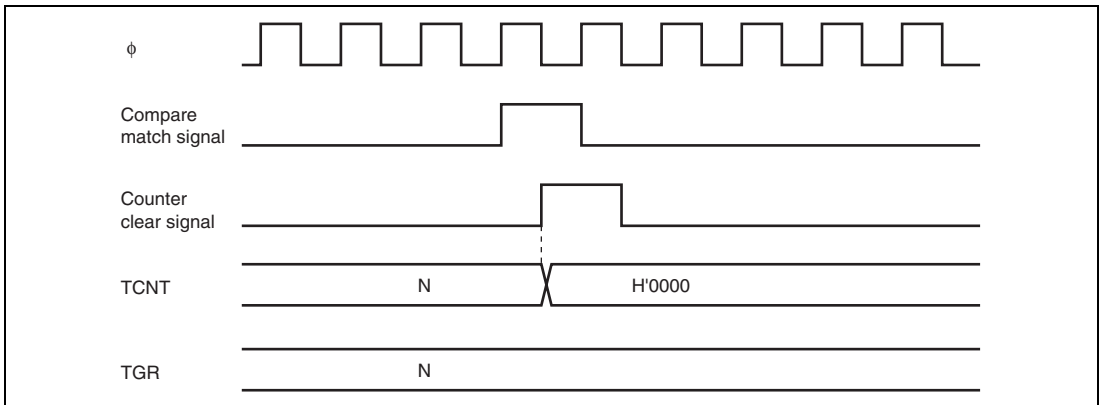 ϕ
Compare
match signal
Counter
clear signal
TCNT
N
H'0000
TGR
N